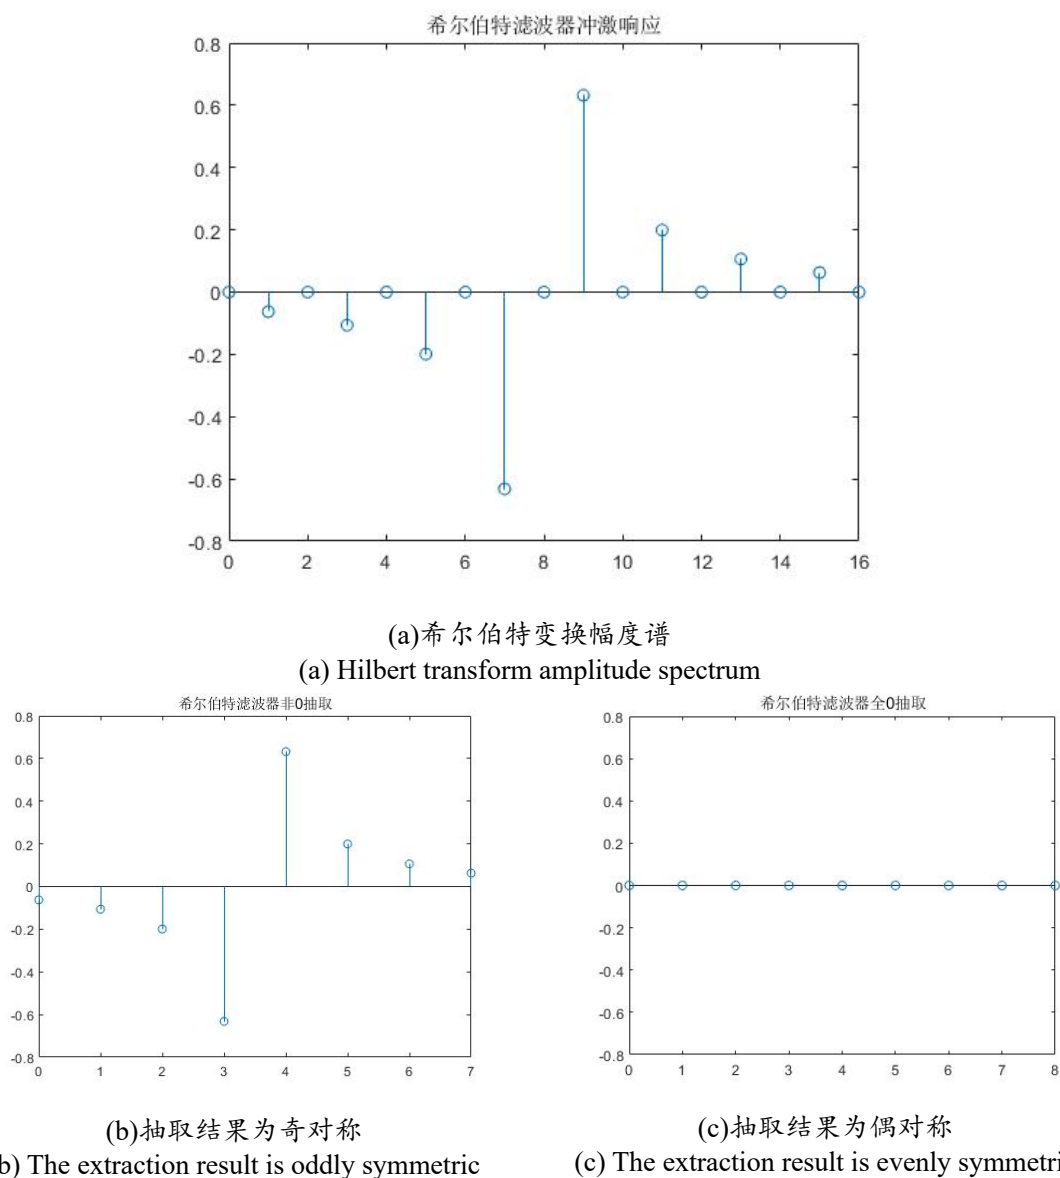 希尔伯特滤波器冲激响应
0.8
0.6
0.4
0.2
0
-0.2
-0.4
-0.6
-0.8
0 2 4 6 8 10 12 14 16
(a)希尔伯特变换幅度谱
(a) Hilbert transform amplitude spectrum
希尔伯特滤波器非0抽取
0.8
0.6
0.4
0.2
0
-0.2
-0.4
-0.6
-0.8
0 1 2 3 4 5 6 7
(b)抽取结果为奇对称
b) The extraction result is oddly symmetric
希尔伯特滤波器全0抽取
0.8
0.6
0.4
0.2
0
-0.2
-0.4
-0.6
-0.8
0 1 2 3 4 5 6 7 8
(c)抽取结果为偶对称
(c) The extraction result is evenly symmetri